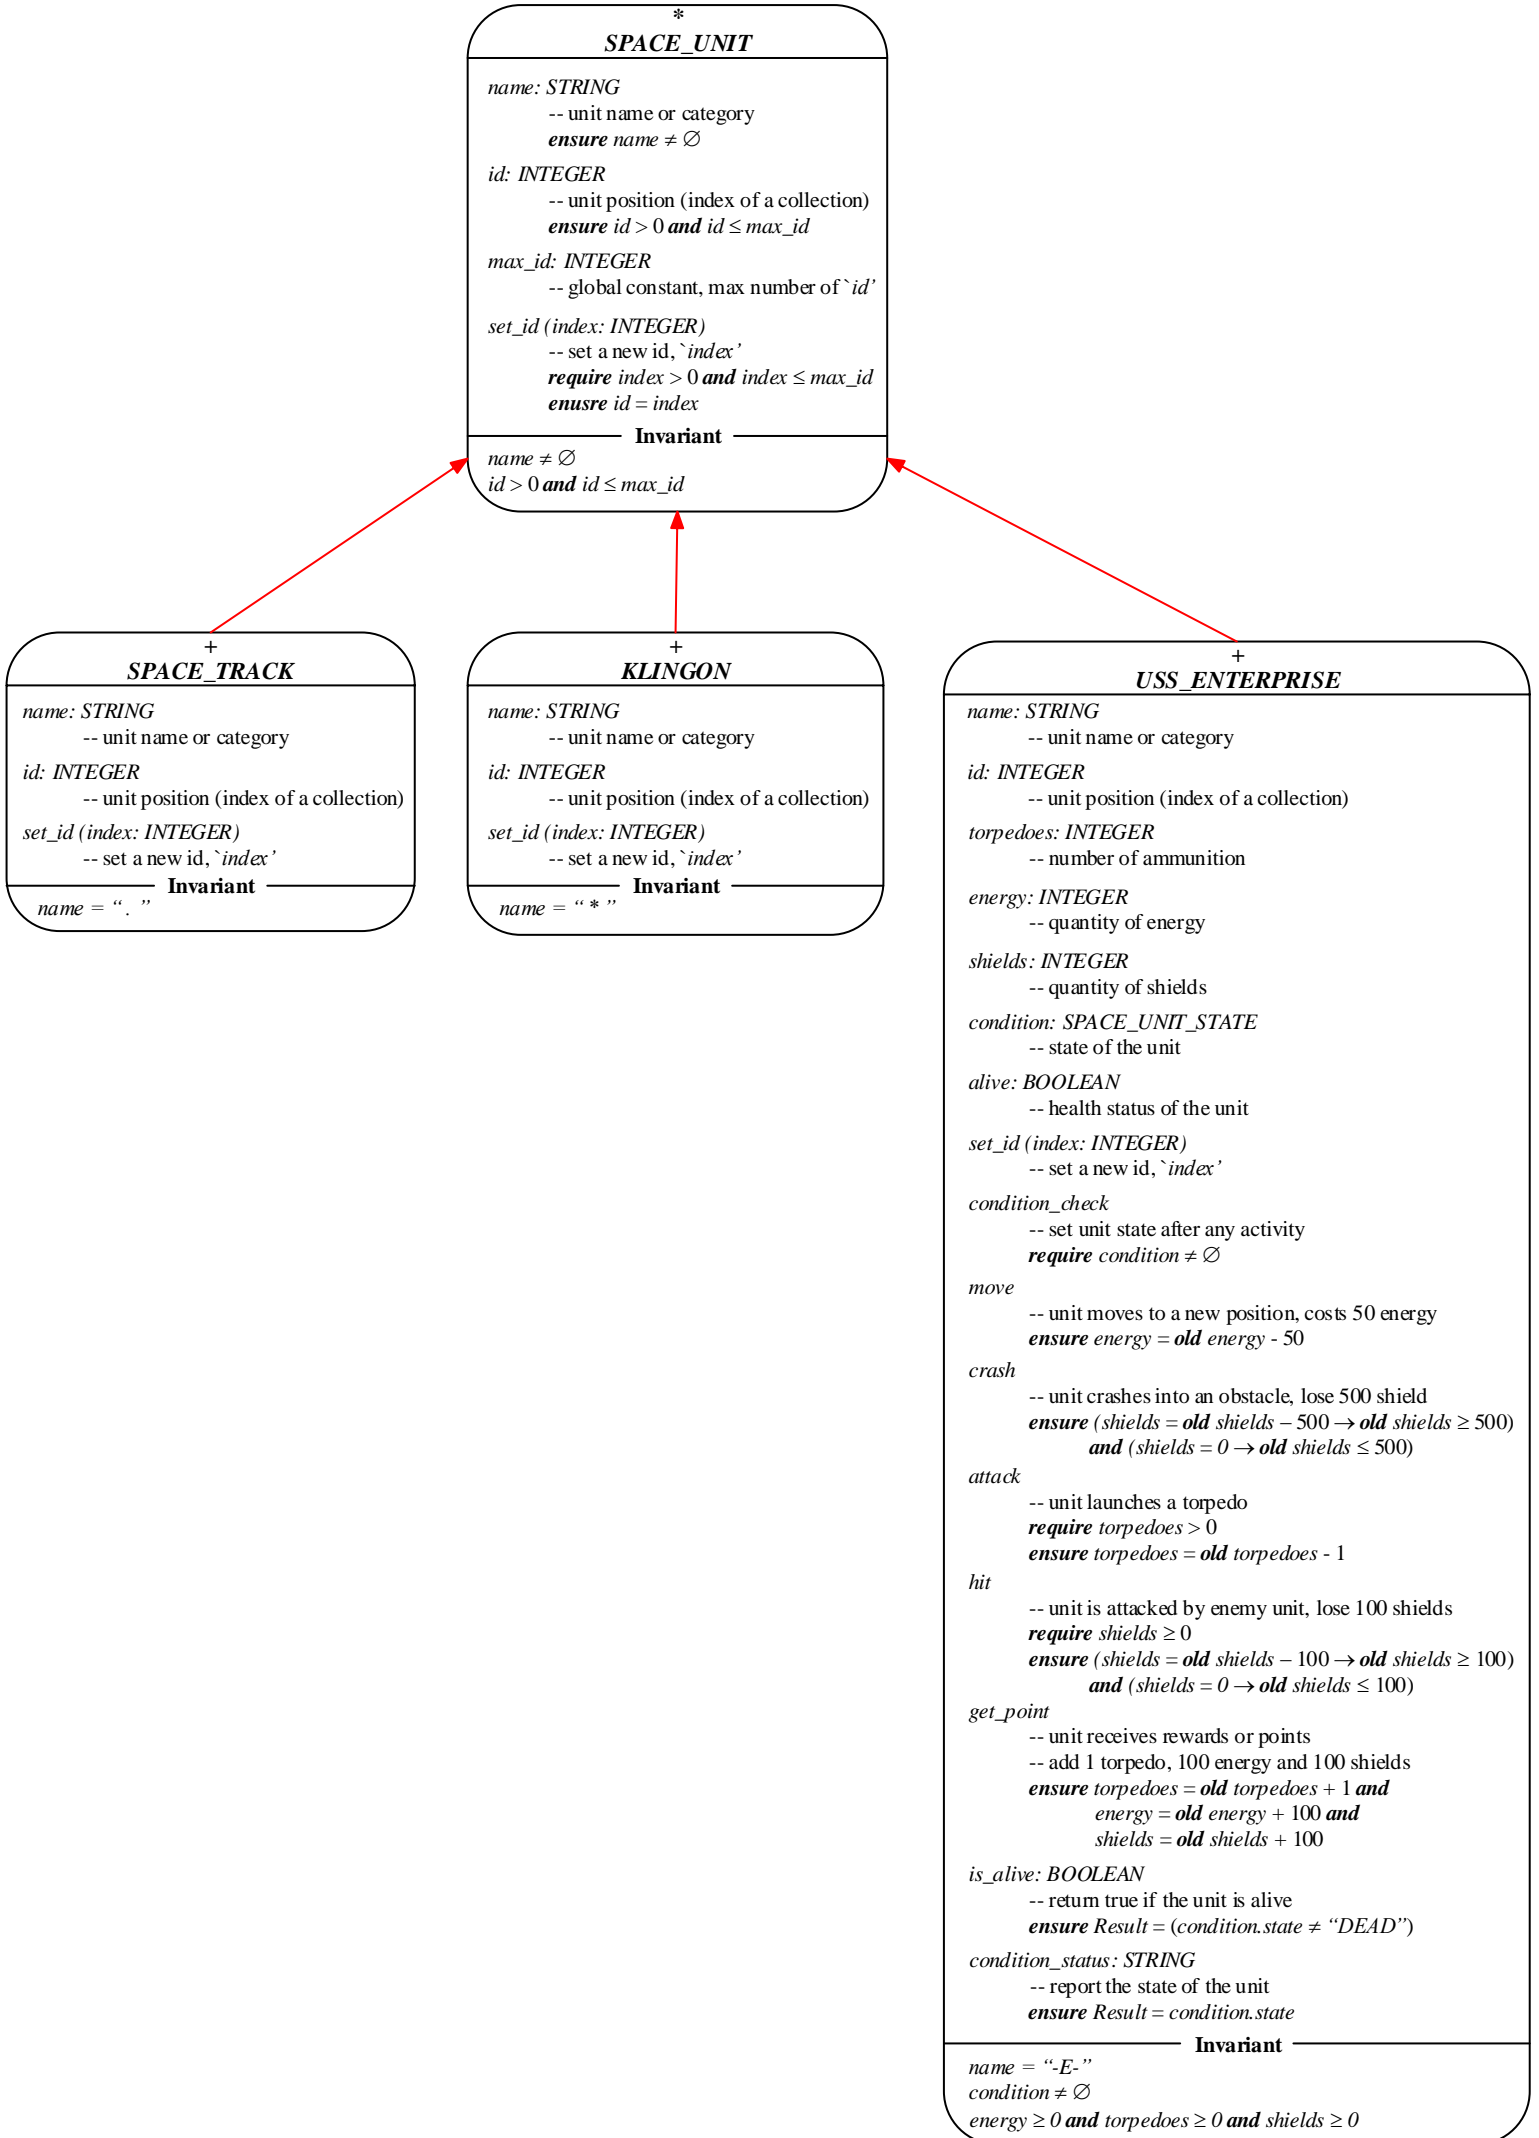 *
SPACE_UNIT
name: STRING
-- unit name or category
ensure name ≠ ∅
id: INTEGER
-- unit position (index of a collection)
ensure id > 0 and id ≤ max_id
max_id: INTEGER
-- global constant, max number of `id’
set_id (index: INTEGER)
-- set a new id, `index’
require index > 0 and index ≤ max_id
enusre id = index
Invariant
name ≠ ∅
id > 0 and id ≤ max_id
+
SPACE_TRACK
name: STRING
-- unit name or category
id: INTEGER
-- unit position (index of a collection)
set_id (index: INTEGER)
-- set a new id, `index’
Invariant
name = “ . ”
+
KLINGON
name: STRING
-- unit name or category
id: INTEGER
-- unit position (index of a collection)
set_id (index: INTEGER)
-- set a new id, `index’
Invariant
name = “ * ”
+
USS_ENTERPRISE
name: STRING
-- unit name or category
id: INTEGER
-- unit position (index of a collection)
torpedoes: INTEGER
-- number of ammunition
energy: INTEGER
-- quantity of energy
shields: INTEGER
-- quantity of shields
condition: SPACE_UNIT_STATE
-- state of the unit
alive: BOOLEAN
-- health status of the unit
set_id (index: INTEGER)
-- set a new id, `index’
condition_check
-- set unit state after any activity
require condition ≠ ∅
move
-- unit moves to a new position, costs 50 energy
ensure energy = old energy - 50
crash
-- unit crashes into an obstacle, lose 500 shield
ensure (shields = old shields – 500 → old shields ≥ 500)
and (shields = 0 → old shields ≤ 500)
attack
-- unit launches a torpedo
require torpedoes > 0
ensure torpedoes = old torpedoes - 1
hit
-- unit is attacked by enemy unit, lose 100 shields
require shields ≥ 0
ensure (shields = old shields – 100 → old shields ≥ 100)
and (shields = 0 → old shields ≤ 100)
get_point
-- unit receives rewards or points
-- add 1 torpedo, 100 energy and 100 shields
ensure torpedoes = old torpedoes + 1 and
energy = old energy + 100 and
shields = old shields + 100
is_alive: BOOLEAN
-- return true if the unit is alive
ensure Result = (condition.state ≠ “DEAD”)
condition_status: STRING
-- report the state of the unit
ensure Result = condition.state
Invariant
name = “-E-”
condition ≠ ∅
energy ≥ 0 and torpedoes ≥ 0 and shields ≥ 0